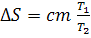 ΔS = cm T₁/T₂